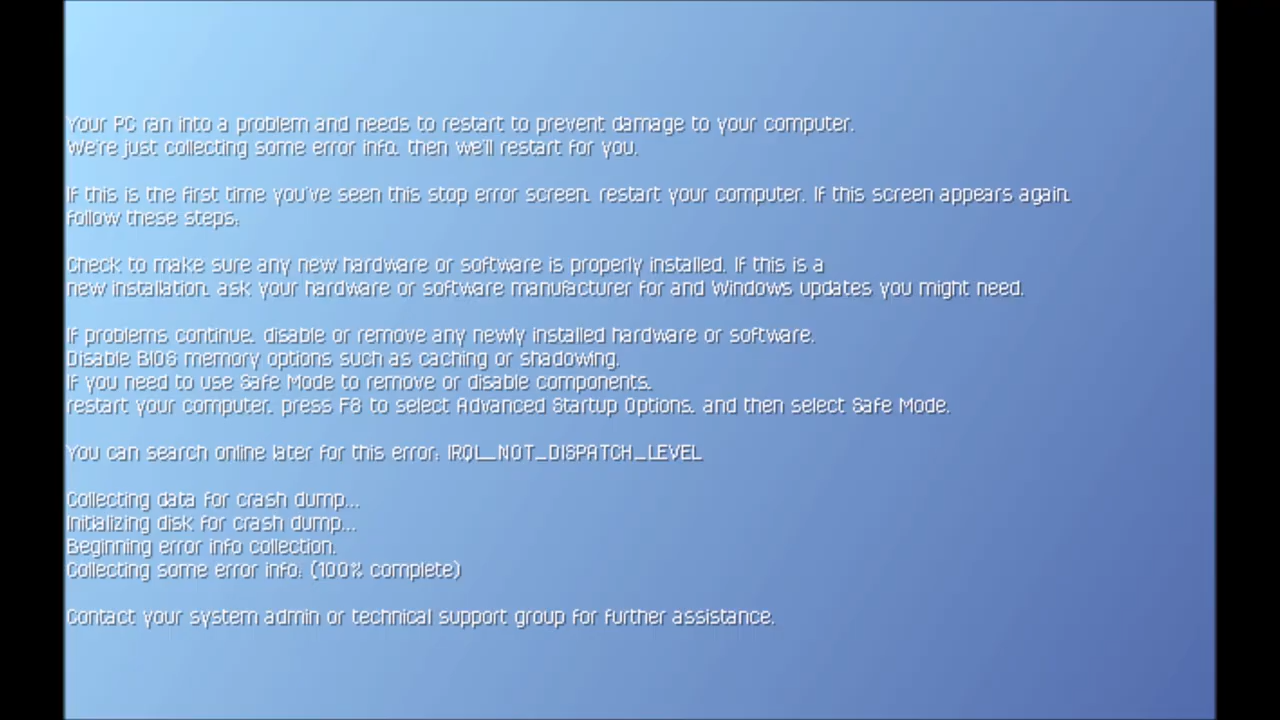 Your PC ran into a problem and needs to restart to prevent damage to your computer.
We're just collecting some error info, then we'll restart for you.
If this is the first time you've seen this stop error screen, restart your computer. If this screen appears again,
follow these steps:
Check to make sure any new hardware or software is properly installed. If this is a
new installation, ask your hardware or software manufacturer for and Windows updates you might need.
If problems continue, disable or remove any newly installed hardware or software.
Disable BIOS memory options such as caching or shadowing.
If you need to use Safe Mode to remove or disable components,
restart your computer, press F8 to select Advanced Startup Options, and then select Safe Mode.
You can search online later for this error: IRQL_NOT_DISPATCH_LEVEL
Collecting data for crash dump...
Initializing disk for crash dump...
Beginning error info collection.
Collecting some error info: (100% complete)
Contact your system admin or technical support group for further assistance.